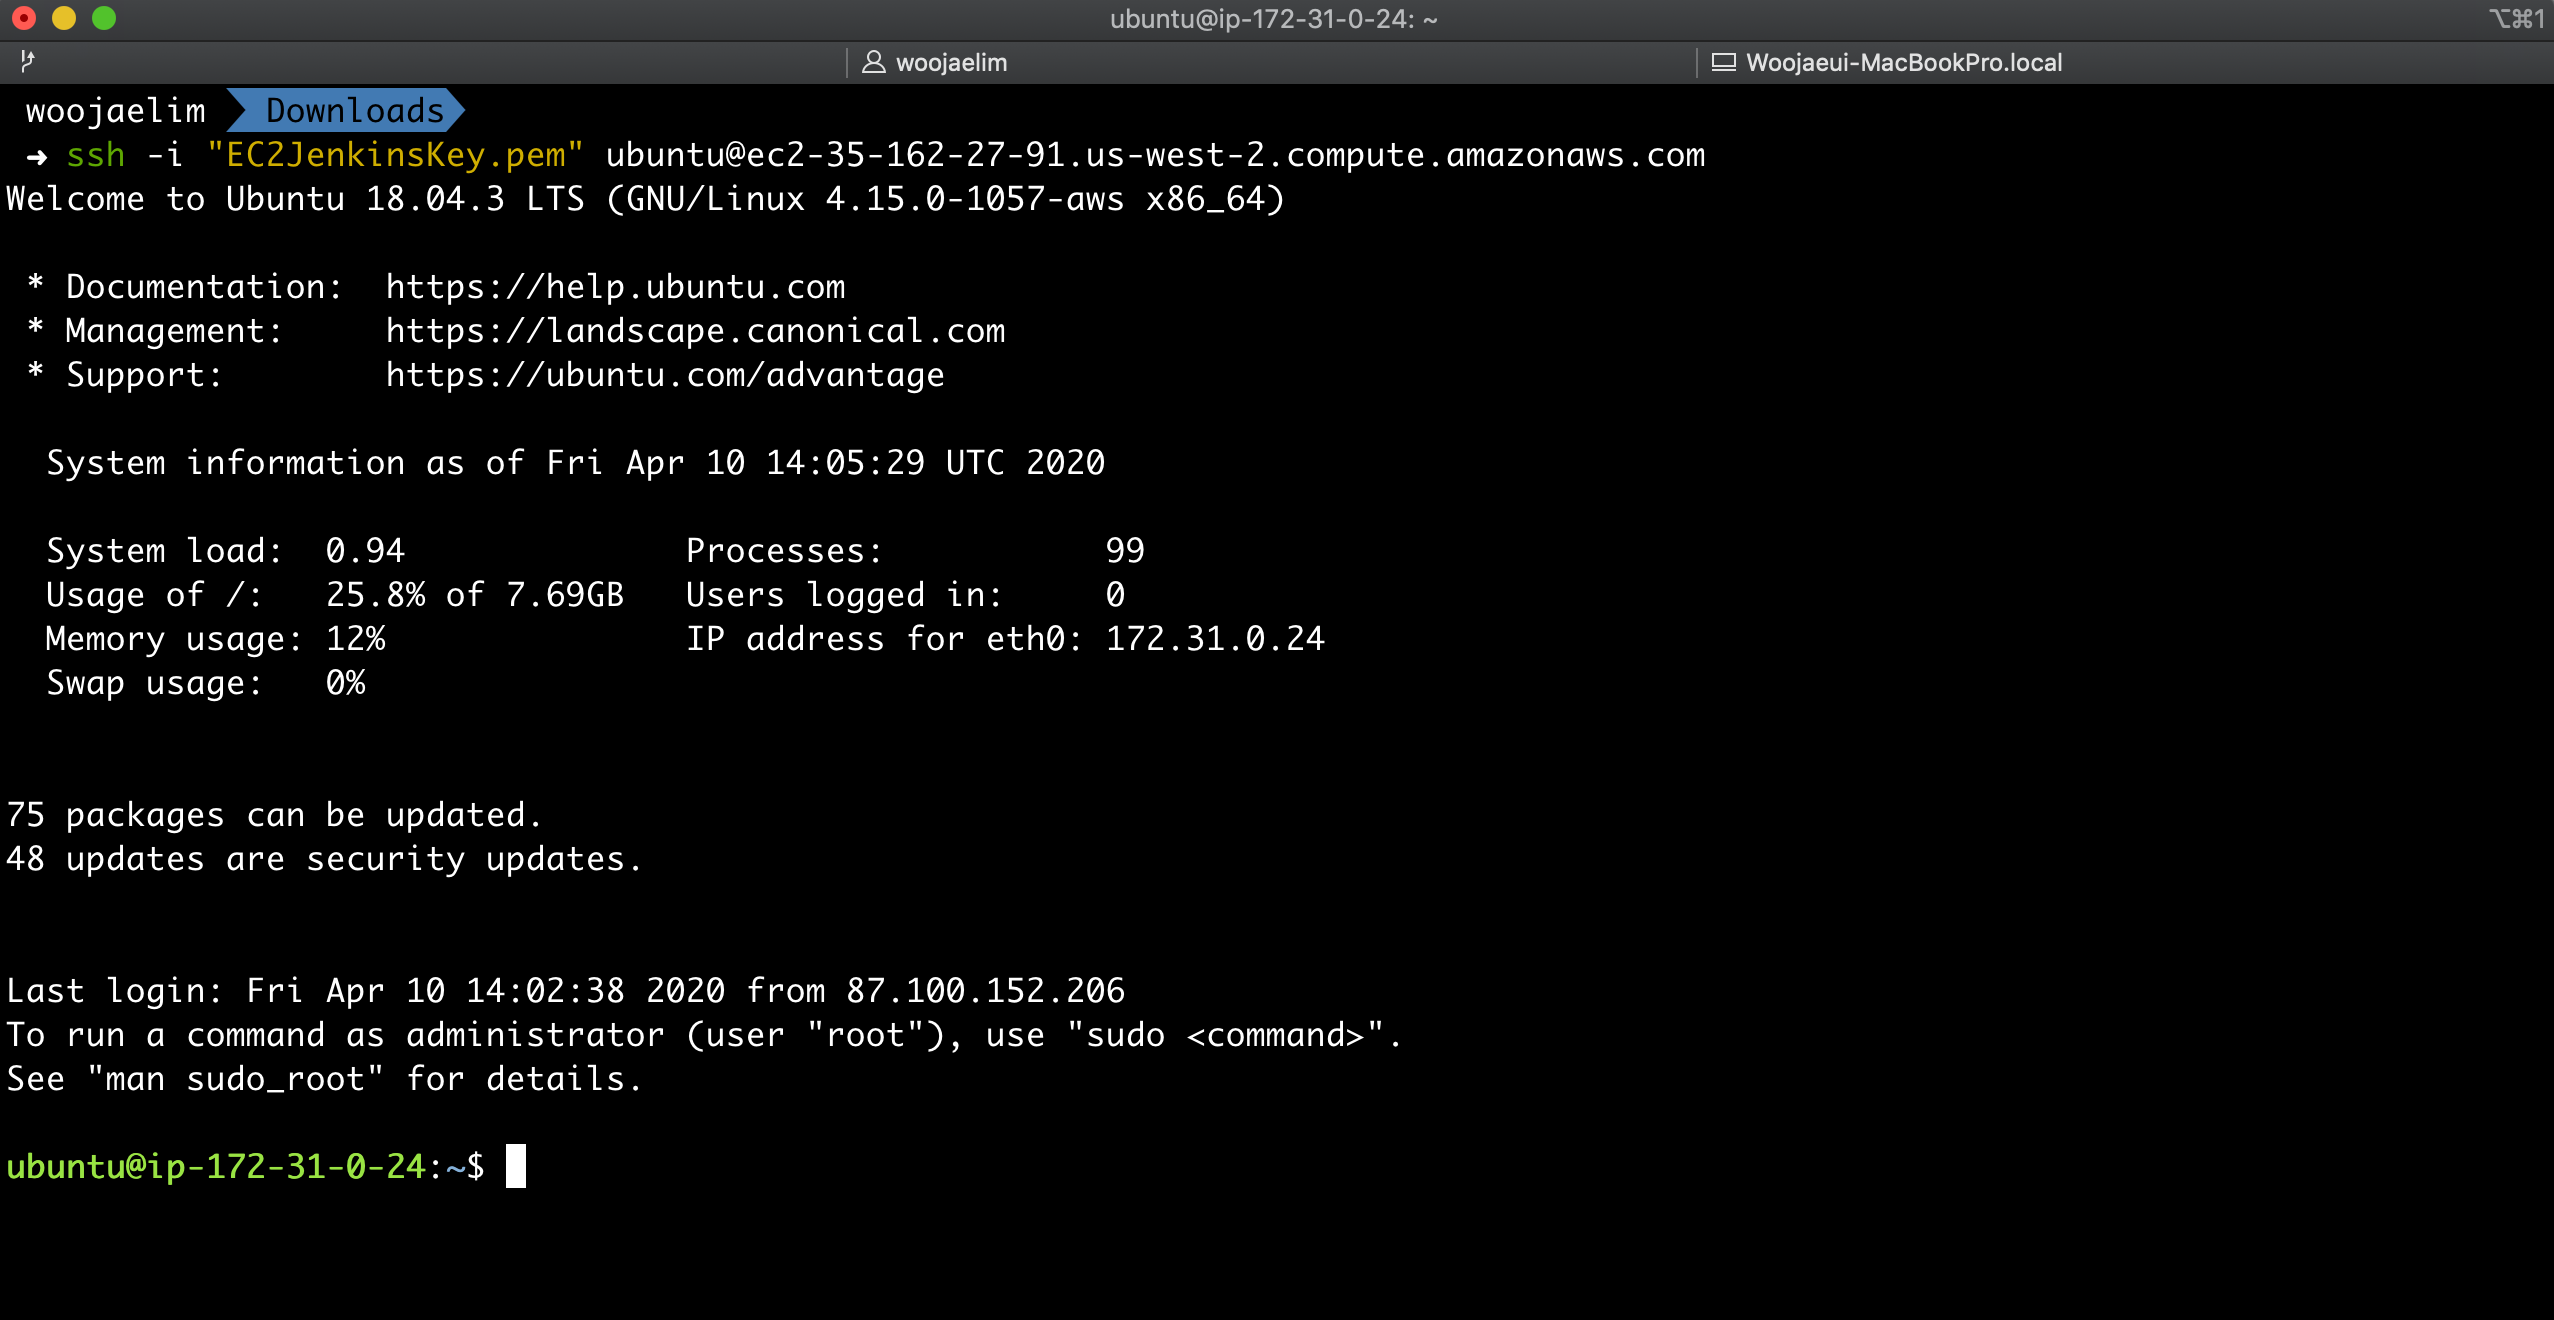 ubuntu@ip-172-31-0-24: ~ ⌥⌘1
woojaelim Woojaeui-MacBookPro.local
woojaelim Downloads
➜ ssh -i "EC2JenkinsKey.pem" ubuntu@ec2-35-162-27-91.us-west-2.compute.amazonaws.com
Welcome to Ubuntu 18.04.3 LTS (GNU/Linux 4.15.0-1057-aws x86_64)
* Documentation:  https://help.ubuntu.com
* Management:     https://landscape.canonical.com
* Support:        https://ubuntu.com/advantage
System information as of Fri Apr 10 14:05:29 UTC 2020
System load:  0.94              Processes:           99
Usage of /:   25.8% of 7.69GB   Users logged in:     0
Memory usage: 12%               IP address for eth0: 172.31.0.24
Swap usage:   0%
75 packages can be updated.
48 updates are security updates.
Last login: Fri Apr 10 14:02:38 2020 from 87.100.152.206
To run a command as administrator (user "root"), use "sudo <command>".
See "man sudo_root" for details.
ubuntu@ip-172-31-0-24:~$